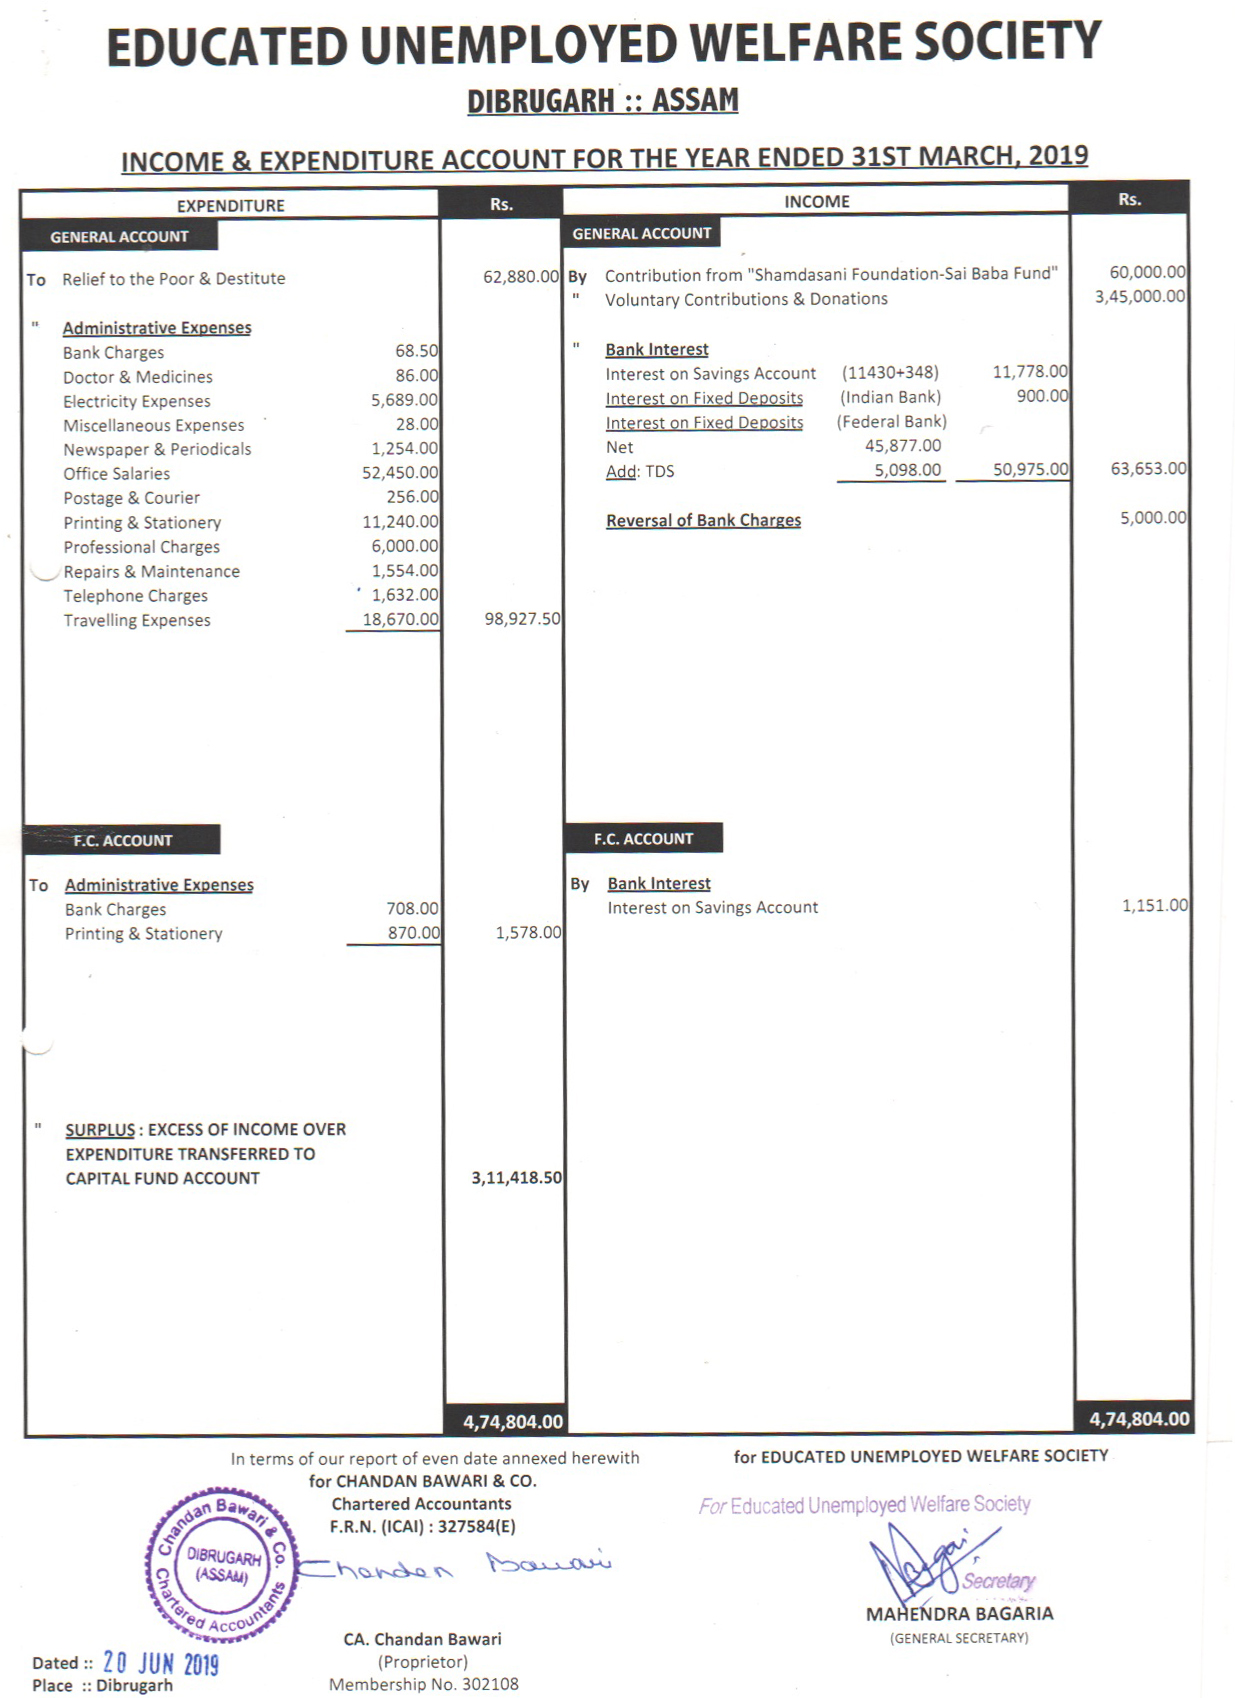 EDUCATED UNEMPLOYED WELFARE SOCIETY
DIBRUGARH :: ASSAM
INCOME & EXPENDITURE ACCOUNT FOR THE YEAR ENDED 31ST MARCH, 2019
EXPENDITURE Rs. INCOME Rs.
GENERAL ACCOUNT GENERAL ACCOUNT
To Relief to the Poor & Destitute 62,880.00 By Contribution from "Shamdasani Foundation-Sai Baba Fund" 60,000.00
" Voluntary Contributions & Donations 3,45,000.00
" Administrative Expenses
Bank Charges 68.50 " Bank Interest
Doctor & Medicines 86.00 Interest on Savings Account (11430+348) 11,778.00
Electricity Expenses 5,689.00 Interest on Fixed Deposits (Indian Bank) 900.00
Miscellaneous Expenses 28.00 Interest on Fixed Deposits (Federal Bank)
Newspaper & Periodicals 1,254.00 Net 45,877.00
Office Salaries 52,450.00 Add: TDS 5,098.00 50,975.00 63,653.00
Postage & Courier 256.00
Printing & Stationery 11,240.00 Reversal of Bank Charges 5,000.00
Professional Charges 6,000.00
Repairs & Maintenance 1,554.00
Telephone Charges 1,632.00
Travelling Expenses 18,670.00 98,927.50
F.C. ACCOUNT F.C. ACCOUNT
To Administrative Expenses By Bank Interest
Bank Charges 708.00 Interest on Savings Account 1,151.00
Printing & Stationery 870.00 1,578.00
" SURPLUS : EXCESS OF INCOME OVER
EXPENDITURE TRANSFERRED TO
CAPITAL FUND ACCOUNT 3,11,418.50
4,74,804.00 4,74,804.00
In terms of our report of even date annexed herewith for EDUCATED UNEMPLOYED WELFARE SOCIETY
for CHANDAN BAWARI & CO.
Chartered Accountants For Educated Unemployed Welfare Society
F.R.N. (ICAI) : 327584(E)
Chandan Bawari & Co.
DIBRUGARH
(ASSAM)
Chartered Accountants
Chandan Bawari
Secretary
MAHENDRA BAGARIA
(GENERAL SECRETARY)
CA. Chandan Bawari
(Proprietor)
Membership No. 302108
Dated :: 20 JUN 2019
Place :: Dibrugarh